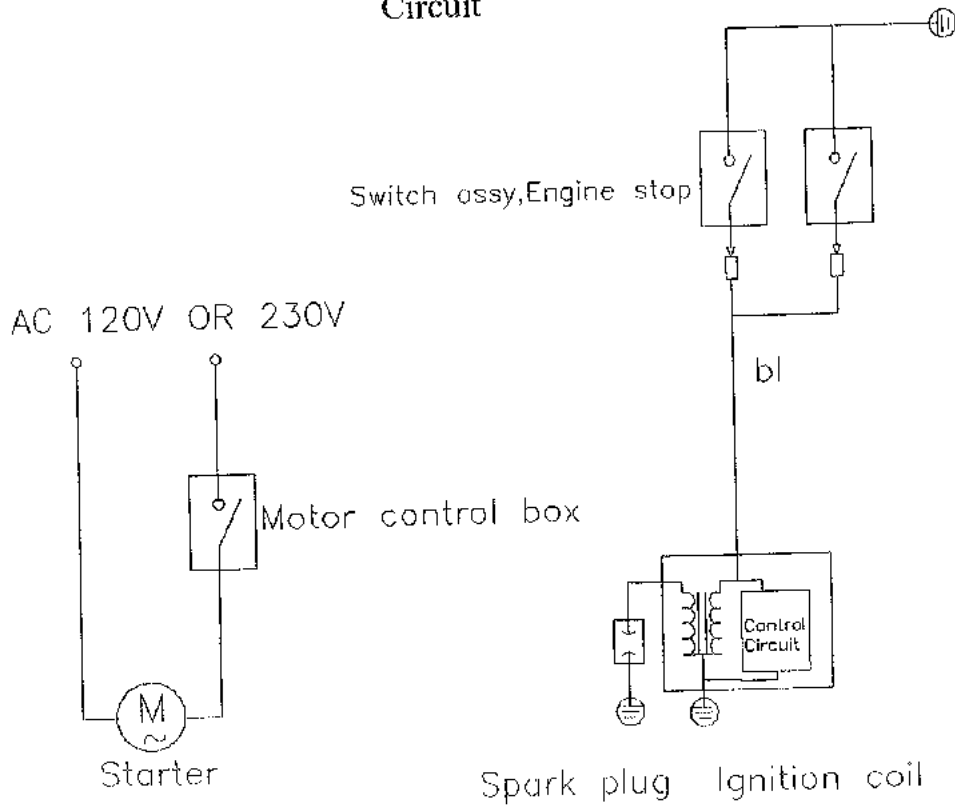 Circuit
Switch assy,Engine stop
AC 120V OR 230V
bl
Motor control box
Control
Circuit
M
Starter
Spark plug Ignition coil